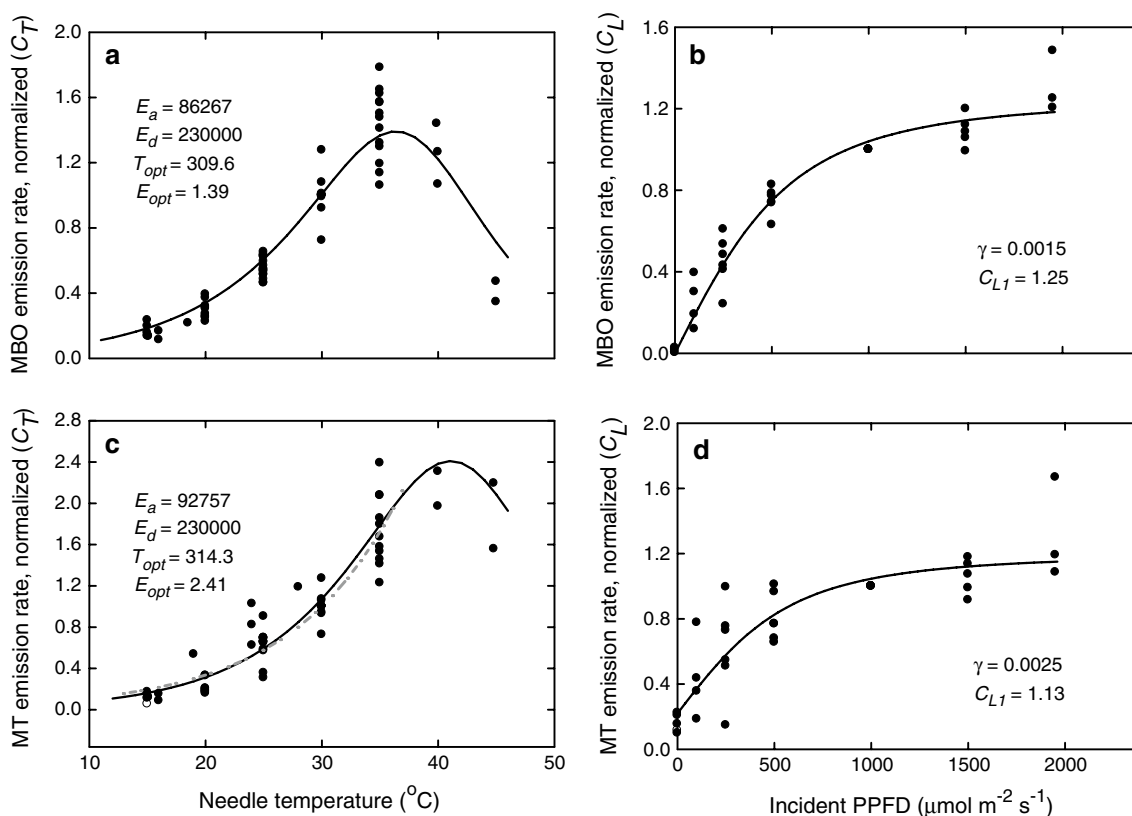 a
MBO emission rate, normalized (C_T)
2.0
1.6
1.2
0.8
0.4
0.0
E_a = 86267
E_d = 230000
T_opt = 309.6
E_opt = 1.39
b
MBO emission rate, normalized (C_L)
1.6
1.2
0.8
0.4
0.0
γ = 0.0015
C_L1 = 1.25
c
MT emission rate, normalized (C_T)
2.8
2.4
2.0
1.6
1.2
0.8
0.4
0.0
E_a = 92757
E_d = 230000
T_opt = 314.3
E_opt = 2.41
10 20 30 40 50
Needle temperature (°C)
d
MT emission rate, normalized (C_L)
2.0
1.6
1.2
0.8
0.4
0.0
γ = 0.0025
C_L1 = 1.13
0 500 1000 1500 2000
Incident PPFD (μmol m⁻² s⁻¹)